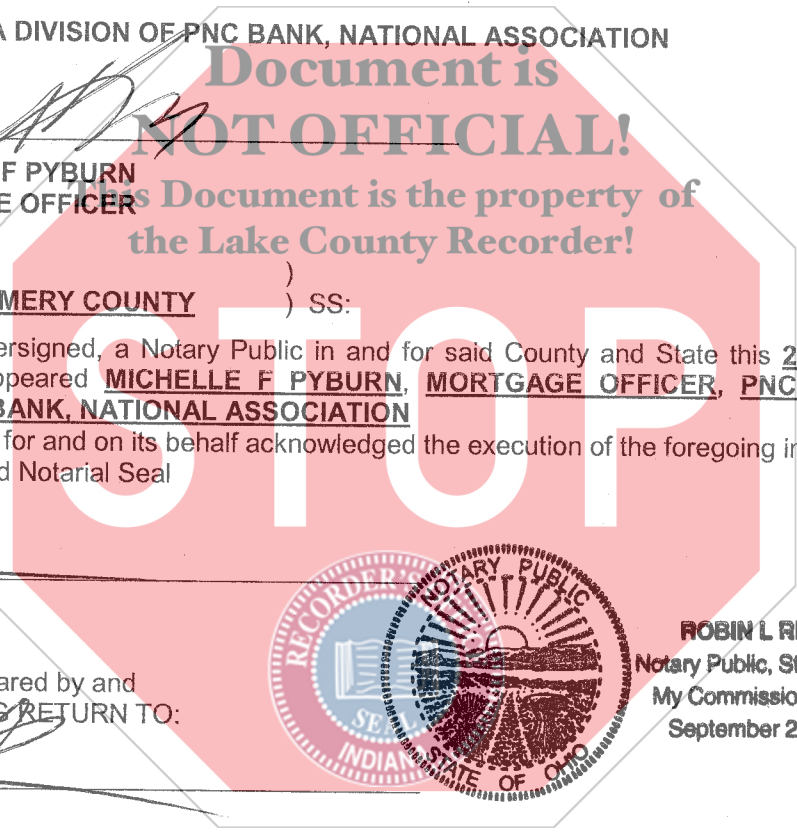 A DIVISION OF PNC BANK, NATIONAL ASSOCIATION
Document is
NOT OFFICIAL!
F PYBURN
This Document is the property of
E OFFICER
the Lake County Recorder!
)
MERY COUNTY ) SS:
STOP
ersigned, a Notary Public in and for said County and State this 2
ppeared MICHELLE F PYBURN, MORTGAGE OFFICER, PNC
BANK, NATIONAL ASSOCIATION
for and on its behalf acknowledged the execution of the foregoing in
d Notarial Seal
RECORDER'S
SEAL
INDIANA
NOTARY PUBLIC
STATE OF OHIO
ROBIN L R
Notary Public, St
My Commissio
September 2
ared by and
RETURN TO: